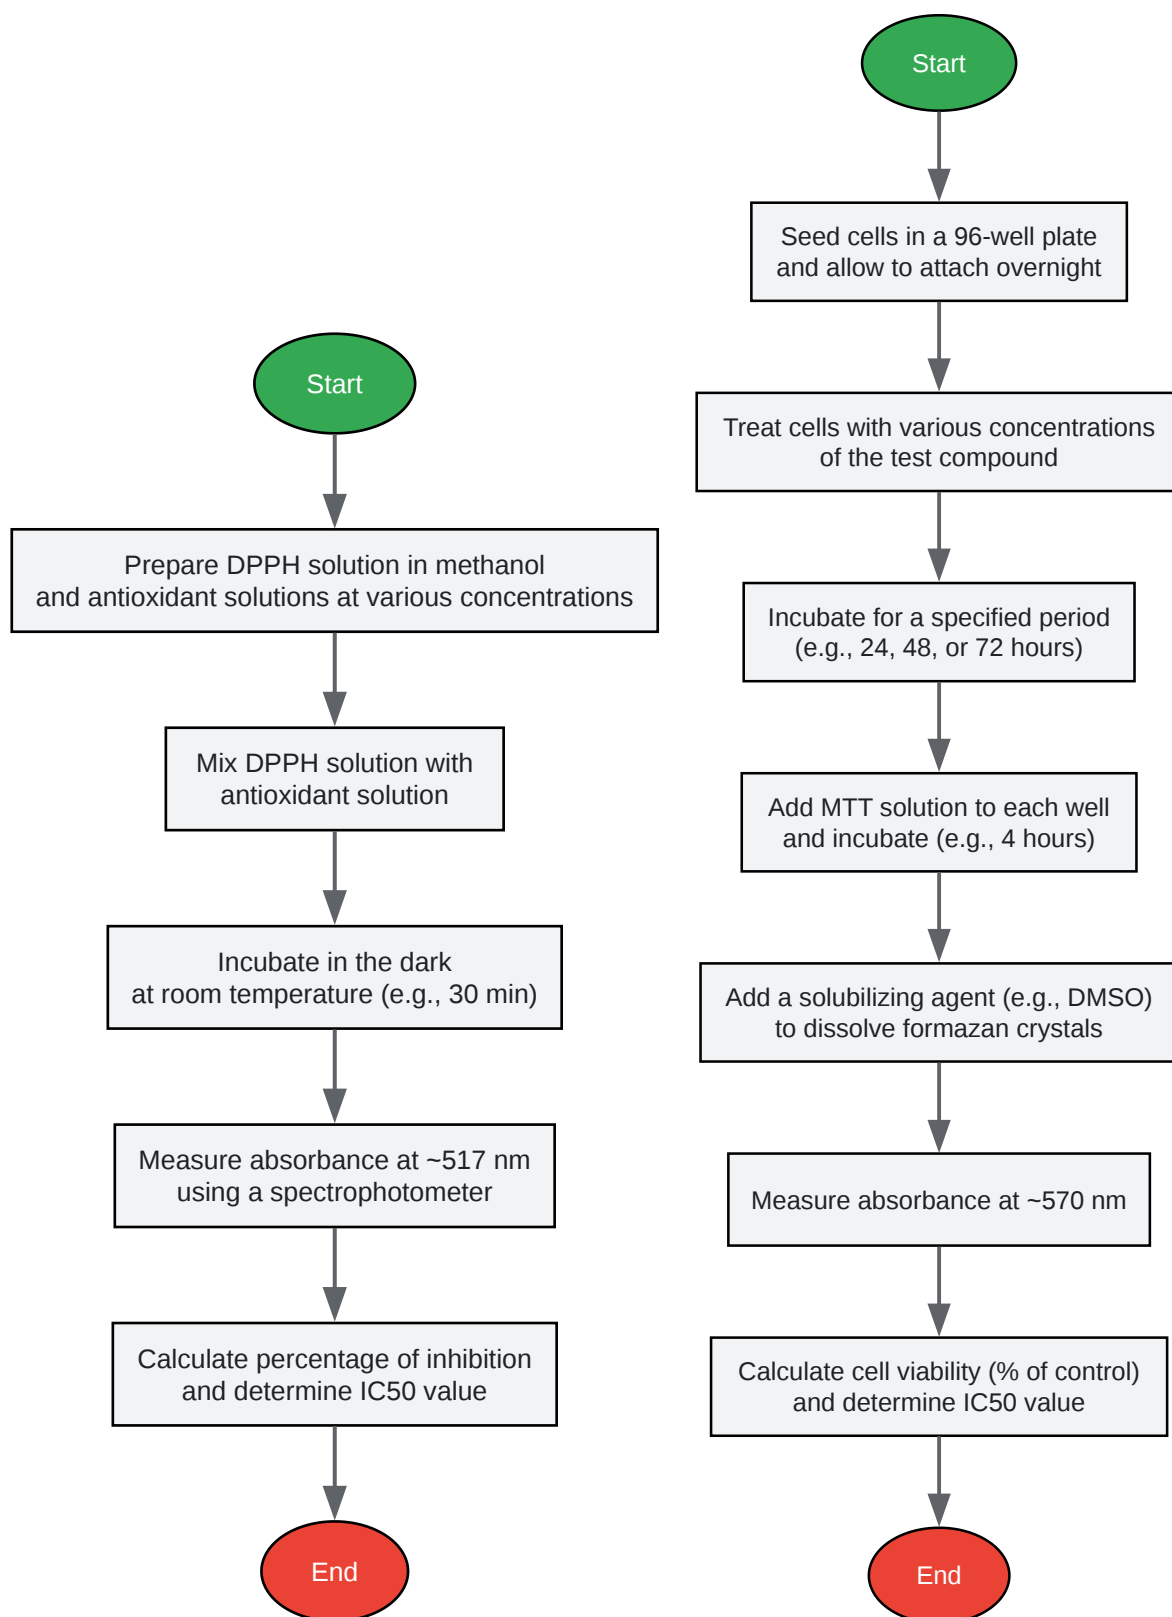 Start
Prepare DPPH solution in methanol
and antioxidant solutions at various concentrations
Mix DPPH solution with
antioxidant solution
Incubate in the dark
at room temperature (e.g., 30 min)
Measure absorbance at ~517 nm
using a spectrophotometer
Calculate percentage of inhibition
and determine IC50 value
End
Start
Seed cells in a 96-well plate
and allow to attach overnight
Treat cells with various concentrations
of the test compound
Incubate for a specified period
(e.g., 24, 48, or 72 hours)
Add MTT solution to each well
and incubate (e.g., 4 hours)
Add a solubilizing agent (e.g., DMSO)
to dissolve formazan crystals
Measure absorbance at ~570 nm
Calculate cell viability (% of control)
and determine IC50 value
End